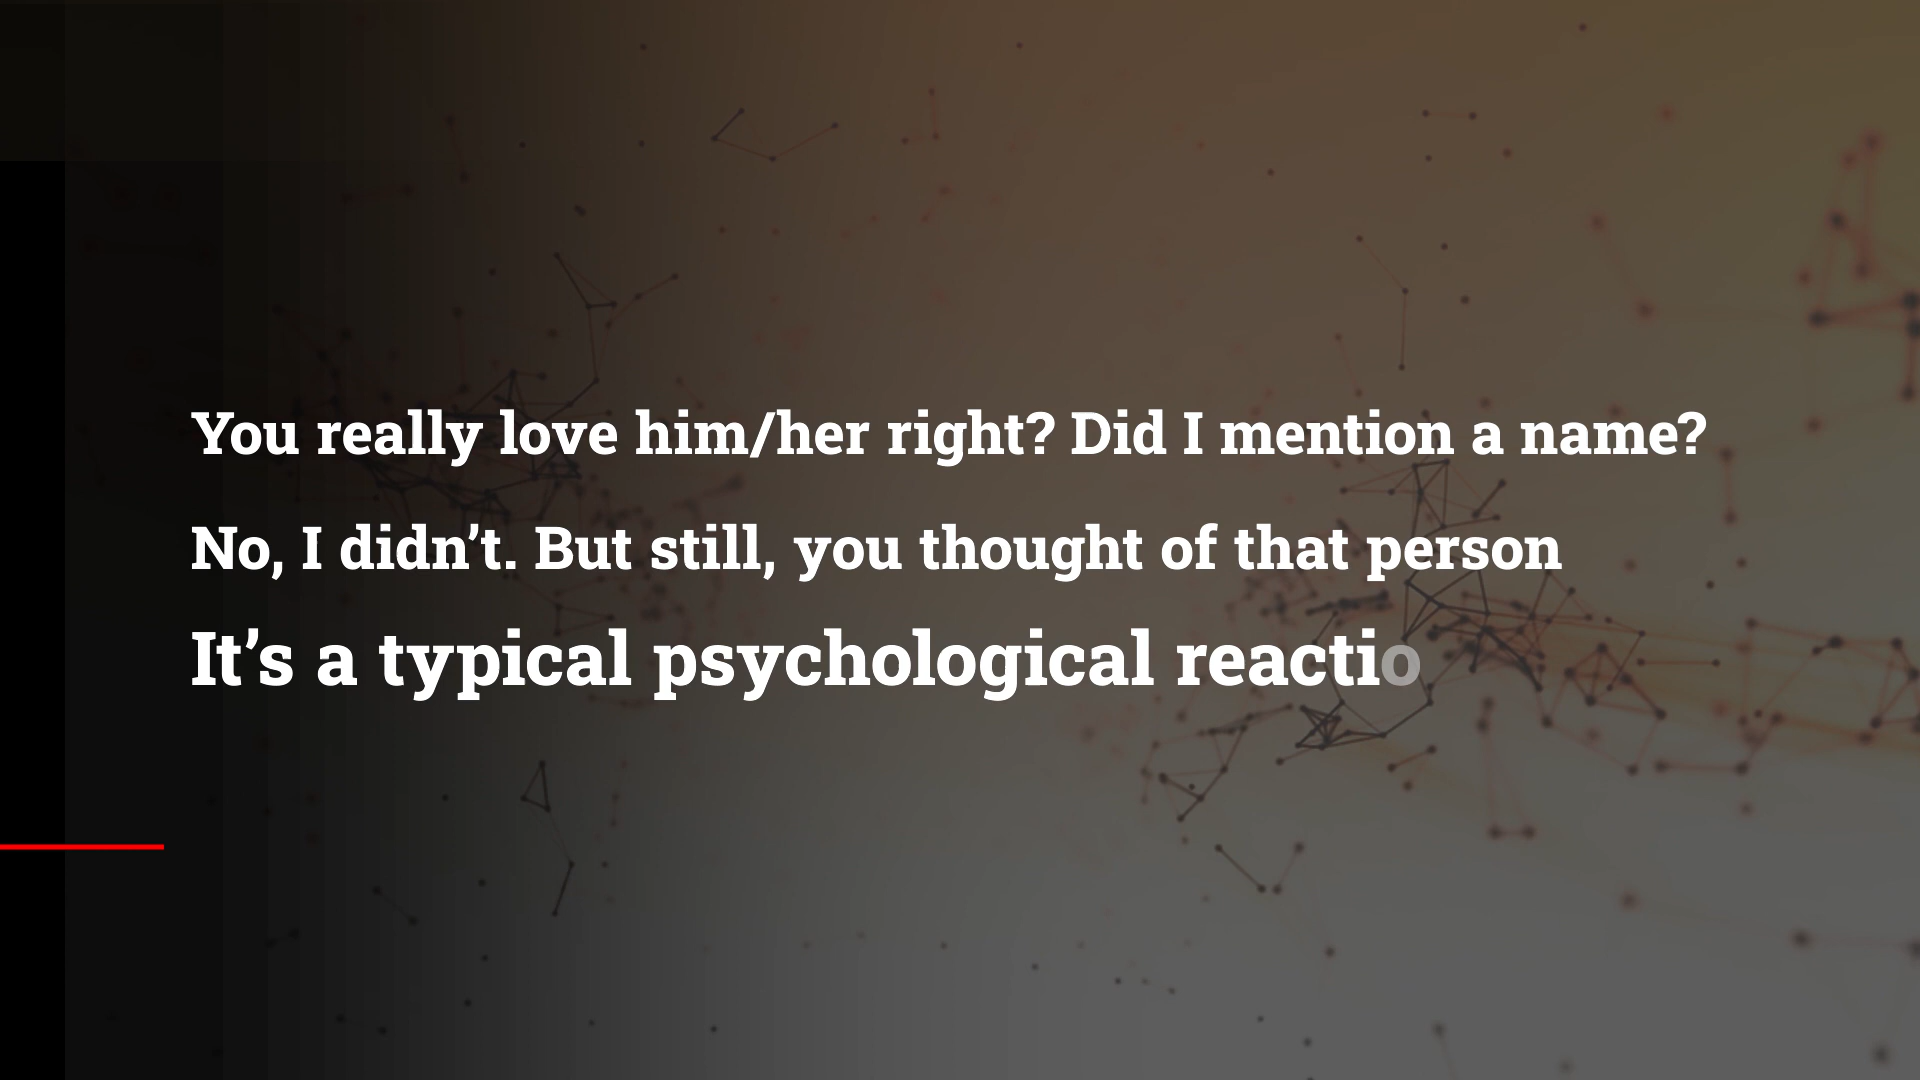 You really love him/her right? Did I mention a name?
No, I didn’t. But still, you thought of that person
It’s a typical psychological reactio